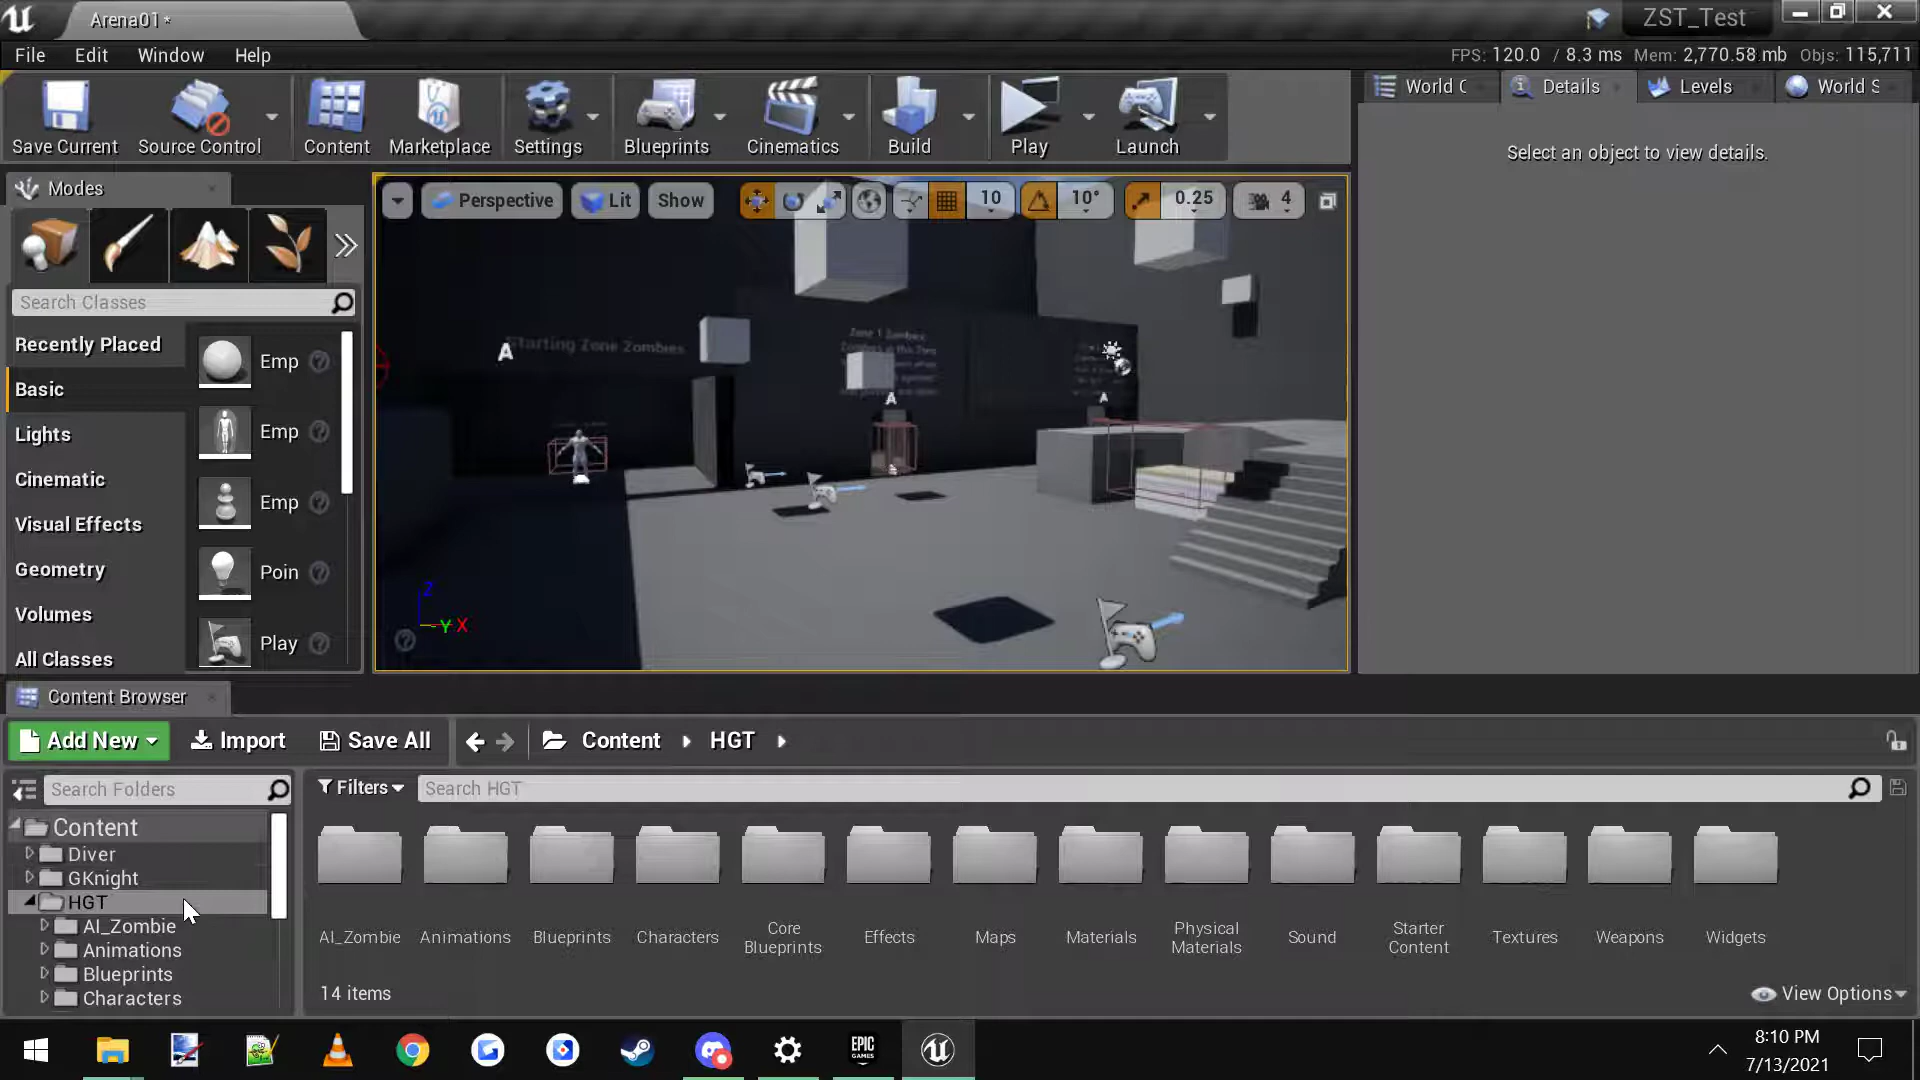 Arena01*
ZST_Test
File Edit Window Help
FPS: 120.0 / 8.3 ms Mem: 2,770.58 mb Objs: 115,711
Save Current
Source Control
Content
Marketplace
Settings
Blueprints
Cinematics
Build
Play
Launch
World C
Details
Levels
World S
Select an object to view details.
Modes
Search Classes
Recently Placed
Basic
Lights
Cinematic
Visual Effects
Geometry
Volumes
All Classes
Emp
Emp
Emp
Poin
Play
Perspective
Lit
Show
10
10°
0.25
4
Starting Zone Zombies
Zone 1 Zombies
A
A
A
Z
Y X
Content Browser
Add New
Import
Save All
Content
HGT
Search Folders
Filters
Search HGT
Content
Diver
GKnight
HGT
AI_Zombie
Animations
Blueprints
Characters
AI_Zombie
Animations
Blueprints
Characters
Core Blueprints
Effects
Maps
Materials
Physical Materials
Sound
Starter Content
Textures
Weapons
Widgets
14 items
View Options
EPIC GAMES
8:10 PM
7/13/2021